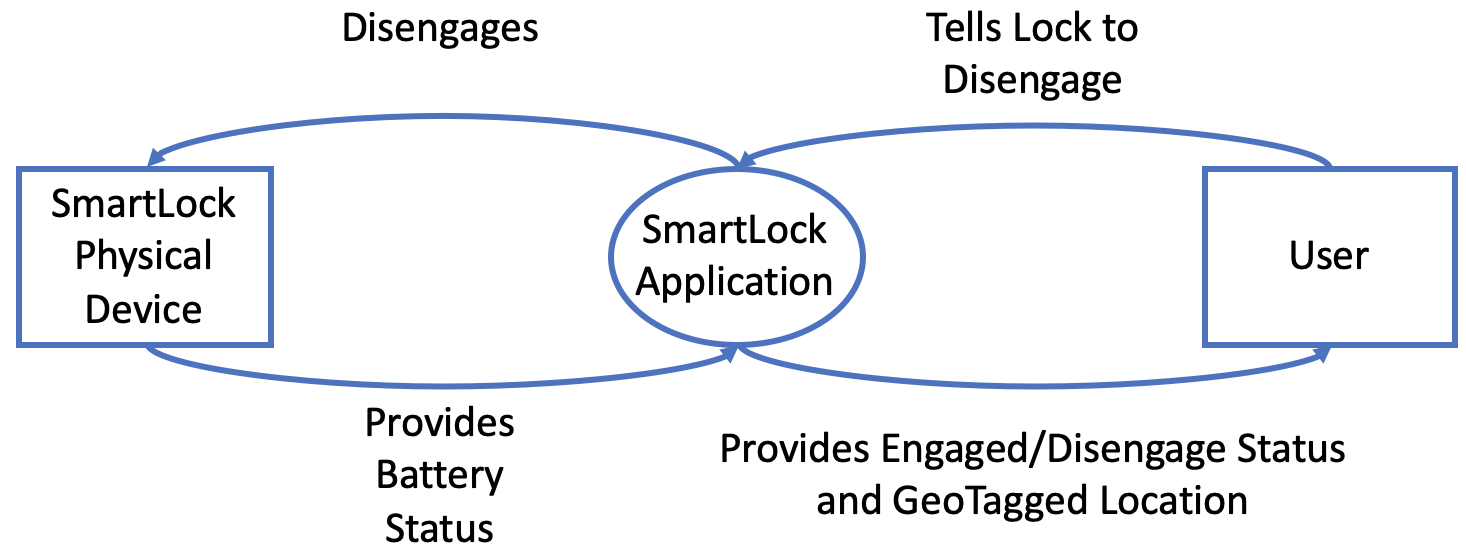 Disengages
Tells Lock to
Disengage
SmartLock
Physical
Device
SmartLock
Application
User
Provides
Battery
Status
Provides Engaged/Disengage Status
and GeoTagged Location